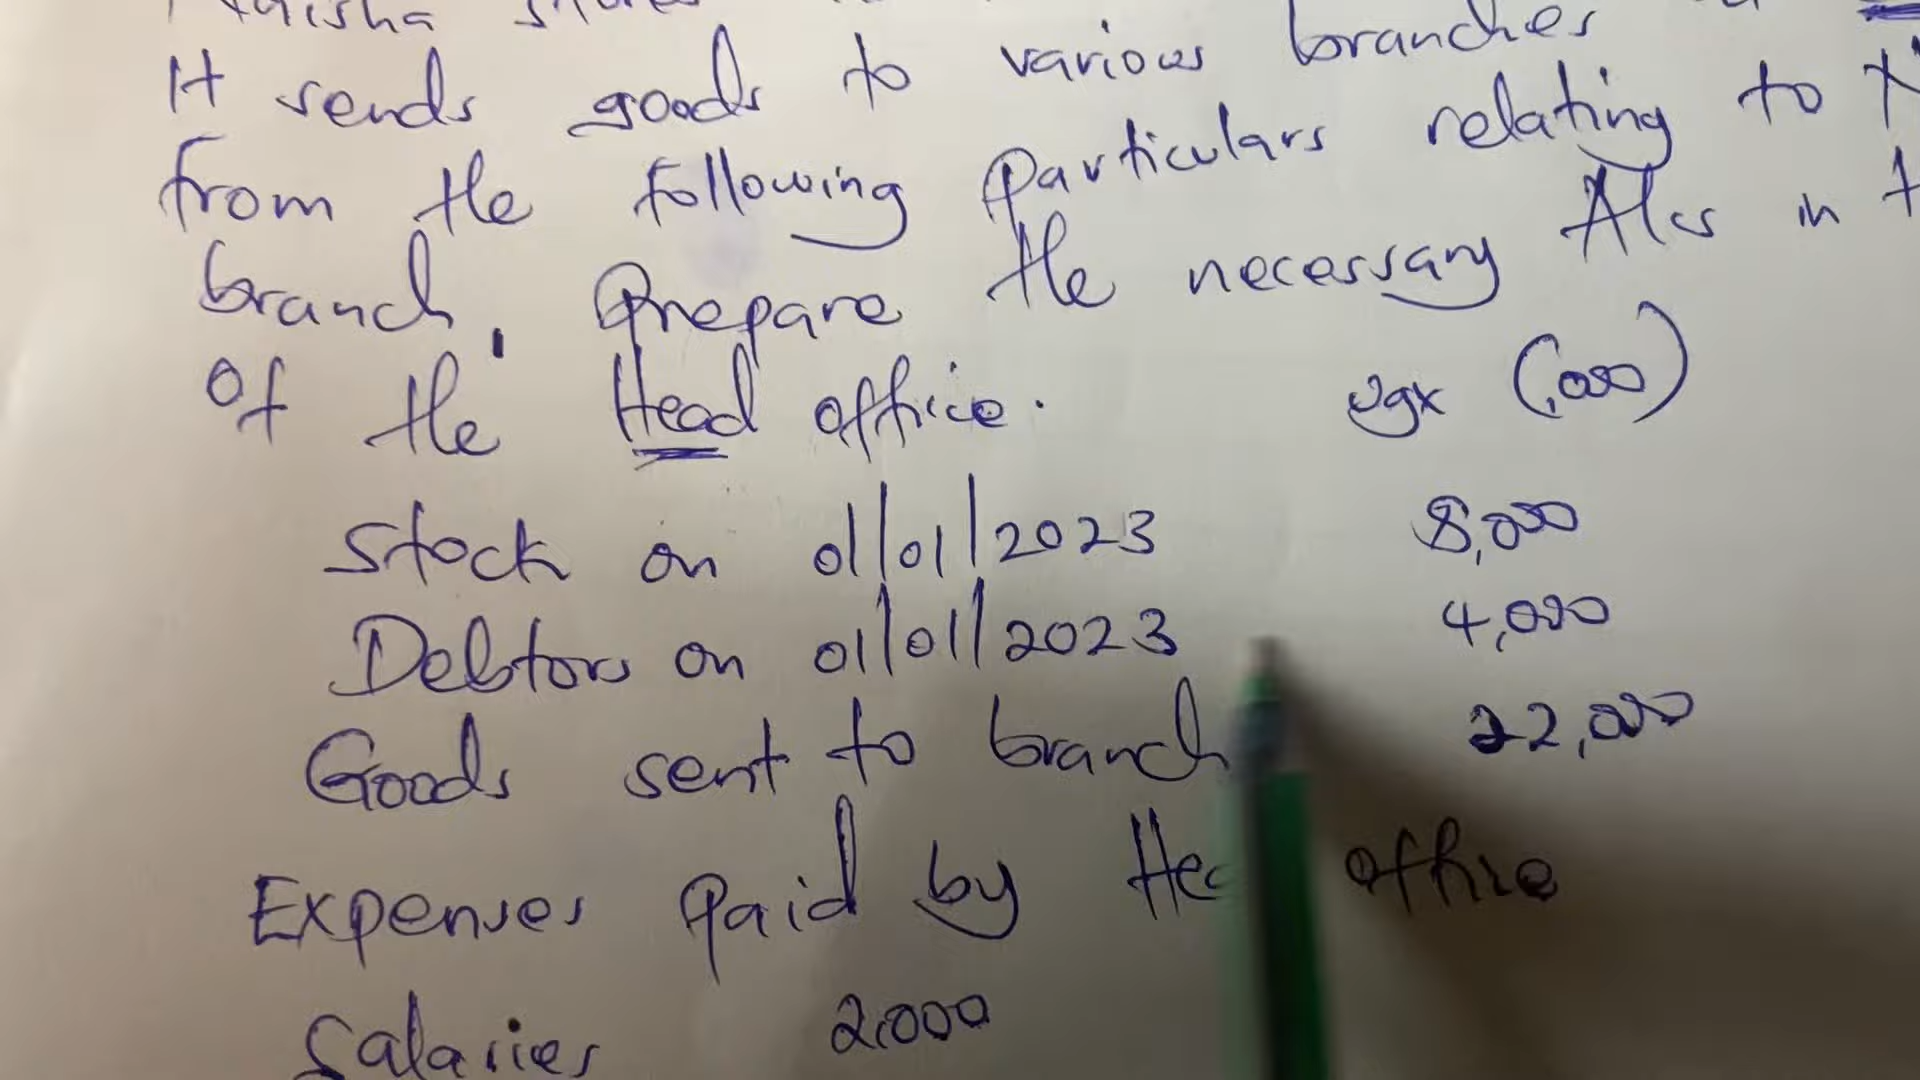 It sends goods to various branches
From the following particulars relating to
branch. Prepare the necessary A/cs in
of the Head office.
ugx (,000)
Stock on 01/01/2023 8,000
Debtors on 01/01/2023 4,000
Goods sent to branch 22,000
Expenses paid by office
Salaries 2,000